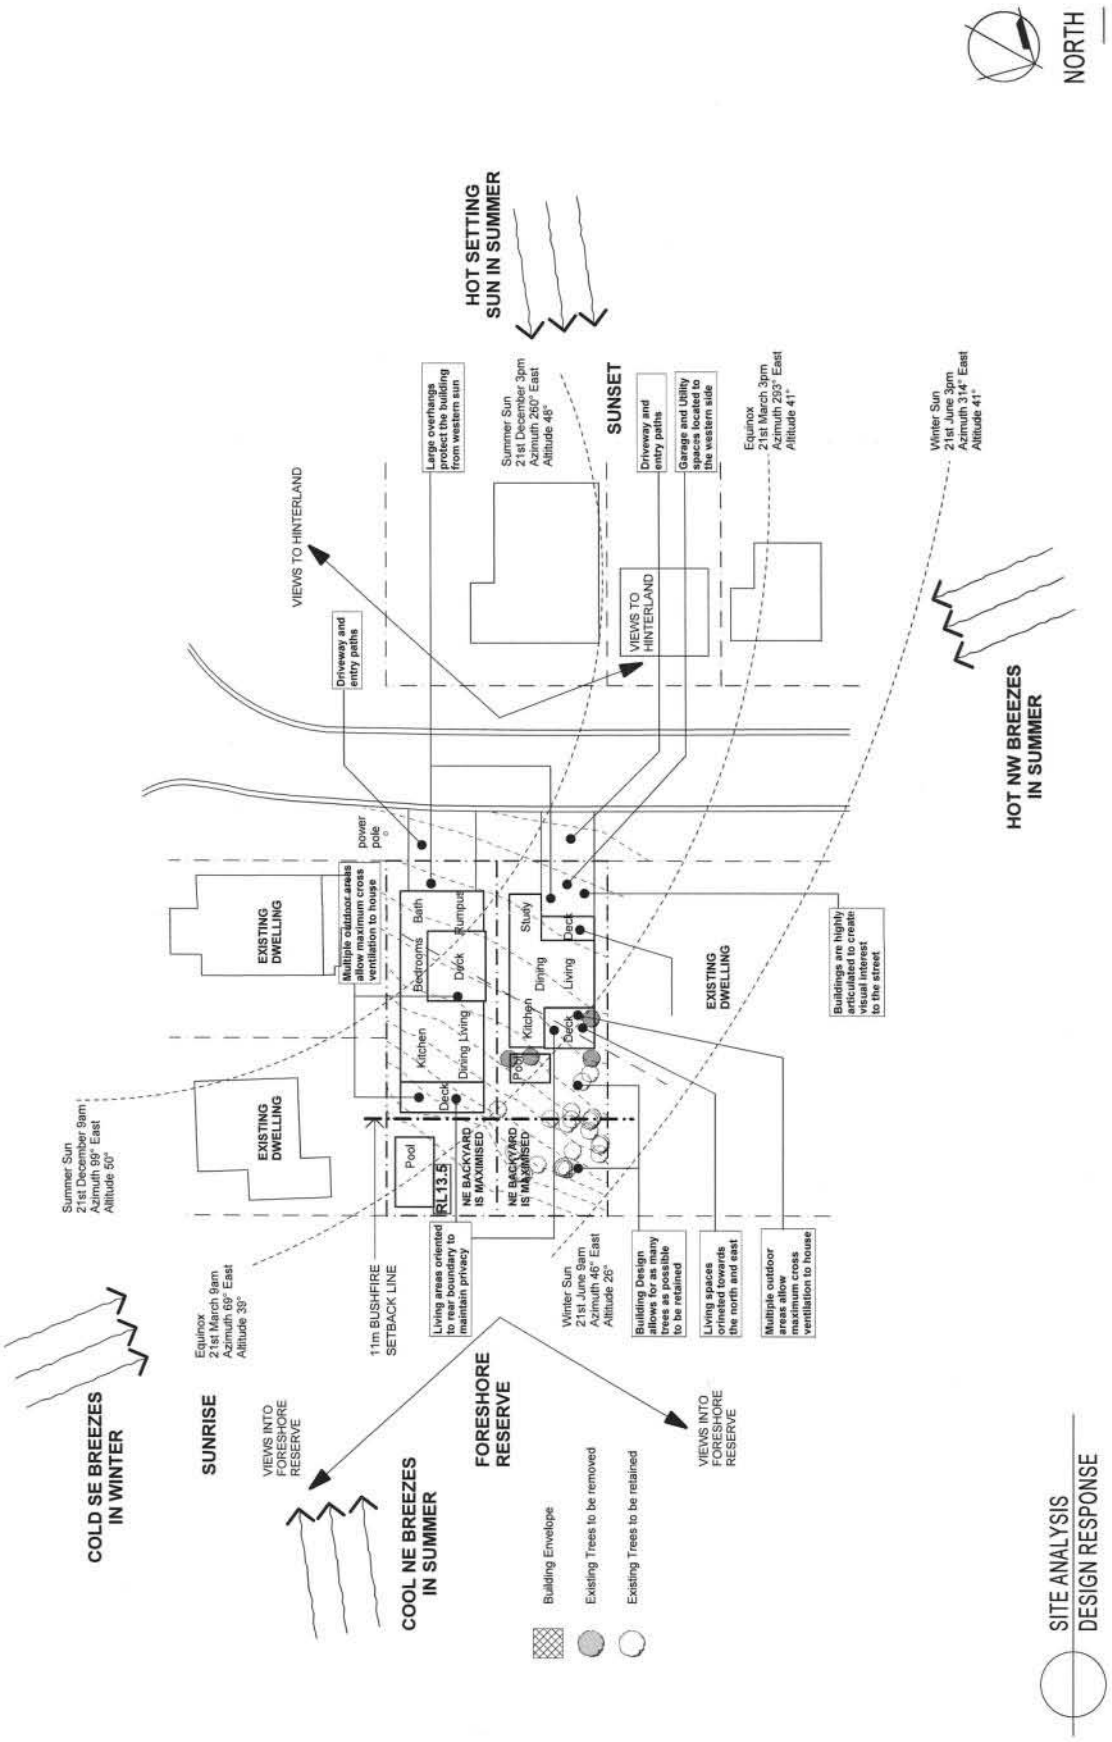 COLD SE BREEZES
IN WINTER
Summer Sun
21st December 9am
Azimuth 99° East
Altitude 50°
SUNRISE
Equinox
21st March 9am
Azimuth 69° East
Altitude 39°
VIEWS INTO
FORESHORE
RESERVE
COOL NE BREEZES
IN SUMMER
EXISTING
DWELLING
EXISTING
DWELLING
VIEWS TO HINTERLAND
Driveway and
entry paths
power
pole
Multiple outdoor areas
allow maximum cross
ventilation to house
11m BUSHFIRE
SETBACK LINE
Large overhangs
protect the building
from western sun
HOT SETTING
SUN IN SUMMER
Summer Sun
21st December 3pm
Azimuth 260° East
Altitude 48°
SUNSET
Pool
RL13.5
Deck
Kitchen
Dining Living
Bedrooms
Deck
Bath
Rumpus
NE BACKYARD
IS MAXIMISED
NE BACKYARD
IS MAXIMISED
Pool
Kitchen
Deck
Dining
Living
Study
Deck
Living areas oriented
to rear boundary to
maintain privacy
FORESHORE
RESERVE
Winter Sun
21st June 9am
Azimuth 46° East
Altitude 26°
Building Design
allows for as many
trees as possible
to be retained
Living spaces
orineted towards
the north and east
Multiple outdoor
areas allow
maximum cross
ventilation to house
VIEWS INTO
FORESHORE
RESERVE
EXISTING
DWELLING
Buildings are highly
articulated to create
visual interest
to the street
VIEWS TO
HINTERLAND
Driveway and
entry paths
Garage and Utility
spaces located to
the western side
Equinox
21st March 3pm
Azimuth 293° East
Altitude 41°
Winter Sun
21st June 3pm
Azimuth 314° East
Altitude 41°
HOT NW BREEZES
IN SUMMER
Building Envelope
Existing Trees to be removed
Existing Trees to be retained
SITE ANALYSIS
DESIGN RESPONSE
NORTH